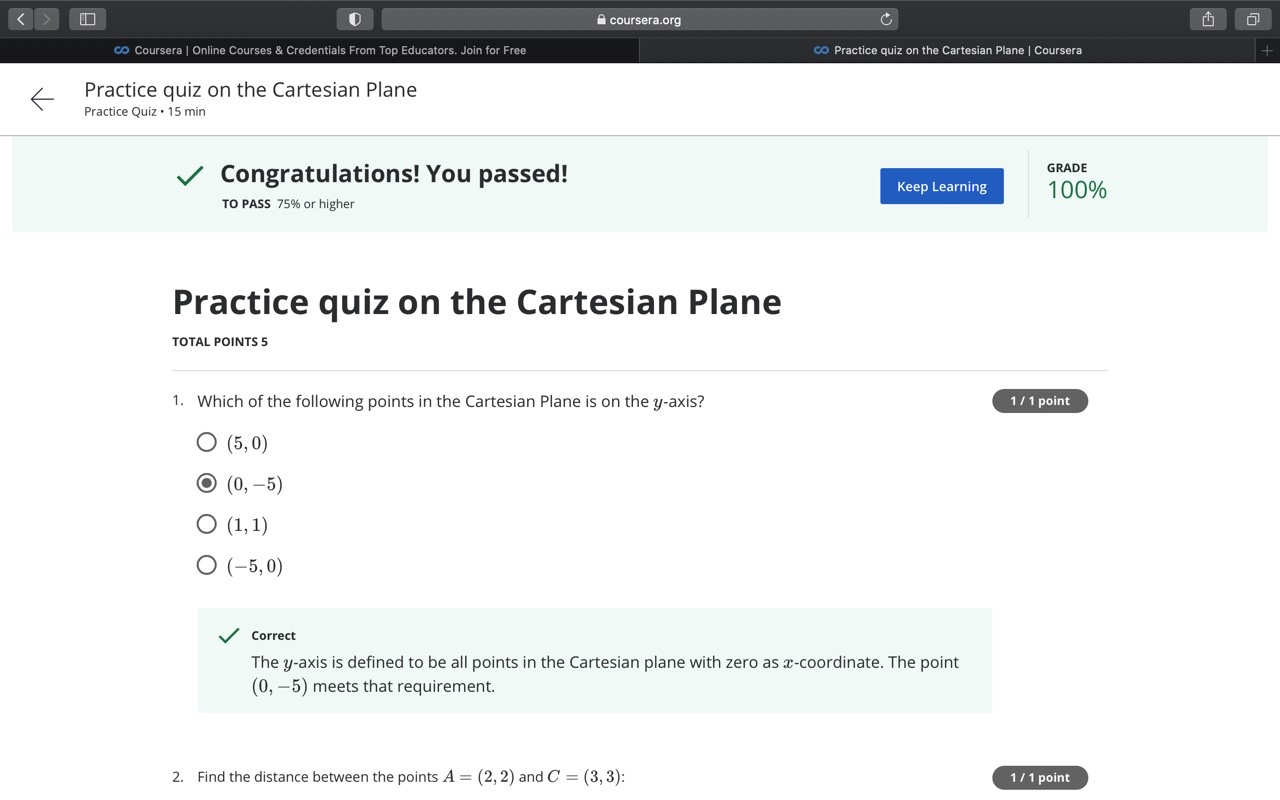 coursera.org
Coursera | Online Courses & Credentials From Top Educators. Join for Free
Practice quiz on the Cartesian Plane | Coursera
Practice quiz on the Cartesian Plane
Practice Quiz • 15 min
Congratulations! You passed!
TO PASS 75% or higher
Keep Learning
GRADE
100%
Practice quiz on the Cartesian Plane
TOTAL POINTS 5
1. Which of the following points in the Cartesian Plane is on the y-axis?
1 / 1 point
(5, 0)
(0, −5)
(1, 1)
(−5, 0)
Correct
The y-axis is defined to be all points in the Cartesian plane with zero as x-coordinate. The point
(0, −5) meets that requirement.
2. Find the distance between the points A = (2, 2) and C = (3, 3):
1 / 1 point